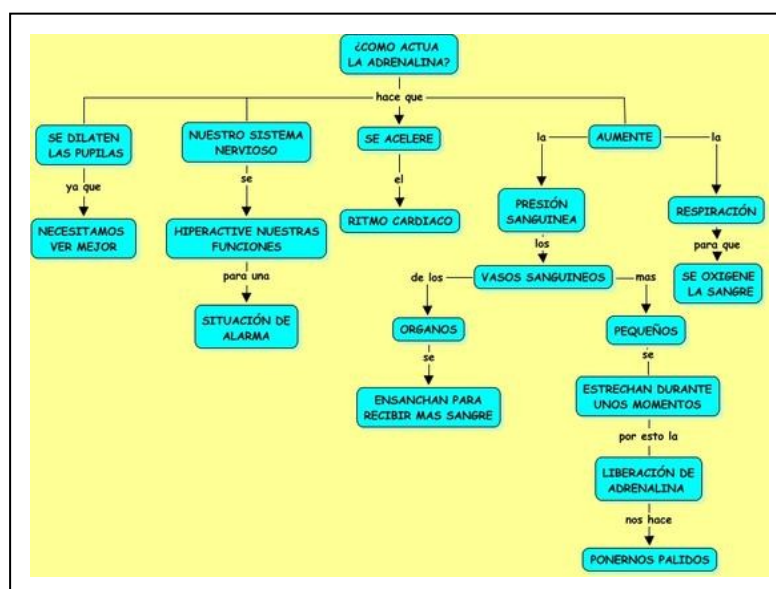 ¿COMO ACTUA
LA ADRENALINA?
hace que
SE DILATEN
LAS PUPILAS
ya que
NECESITAMOS
VER MEJOR
NUESTRO SISTEMA
NERVIOSO
se
HIPERACTIVE NUESTRAS
FUNCIONES
para una
SITUACIÓN DE
ALARMA
SE ACELERE
el
RITMO CARDIACO
AUMENTE
la
PRESIÓN
SANGUINEA
los
VASOS SANGUINEOS
de los
ORGANOS
se
ENSANCHAN PARA
RECIBIR MAS SANGRE
mas
PEQUEÑOS
se
ESTRECHAN DURANTE
UNOS MOMENTOS
por esto la
LIBERACIÓN DE
ADRENALINA
nos hace
PONERNOS PALIDOS
la
RESPIRACIÓN
para que
SE OXIGENE
LA SANGRE